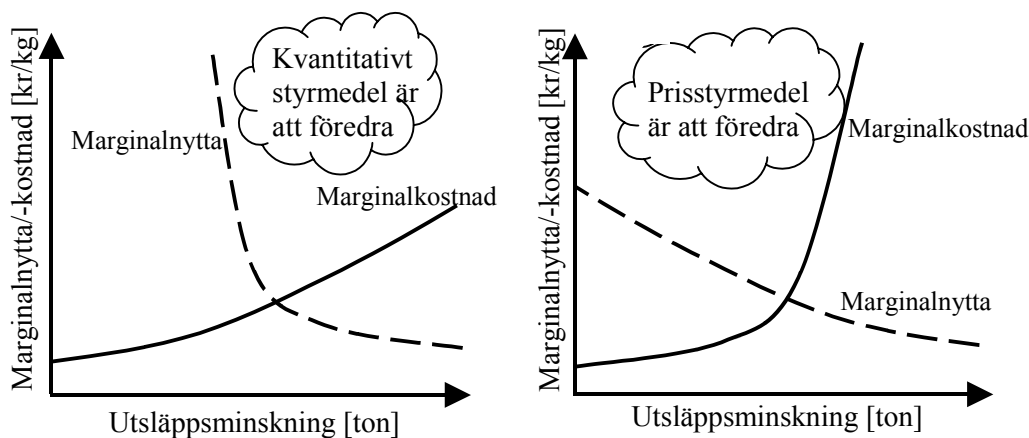 Marginalnytta/-kostnad [kr/kg]
Kvantitativt
styrmedel är
att föredra
Marginalnytta
Marginalkostnad
Utsläppsminskning [ton]
Marginalnytta/-kostnad [kr/kg]
Prisstyrmedel
är att föredra
Marginalkostnad
Marginalnytta
Utsläppsminskning [ton]